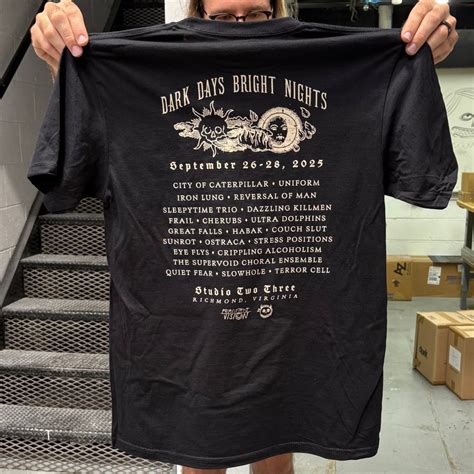 DARK DAYS BRIGHT NIGHTS
September 26-28, 2025
CITY OF CATERPILLAR • UNIFORM
IRON LUNG • REVERSAL OF MAN
SLEEPYTIME TRIO • DAZZLING KILLMEN
FRAIL • CHERUBS • ULTRA DOLPHINS
GREAT FALLS • HABAK • COUCH SLUT
SUNROT • OSTRACA • STRESS POSITIONS
EYE FLYS • CRIPPLING ALCOHOLISM
THE SUPERVOID CHORAL ENSEMBLE
QUIET FEAR • SLOWHOLE • TERROR CELL
Studio Two Three
RICHMOND, VIRGINIA